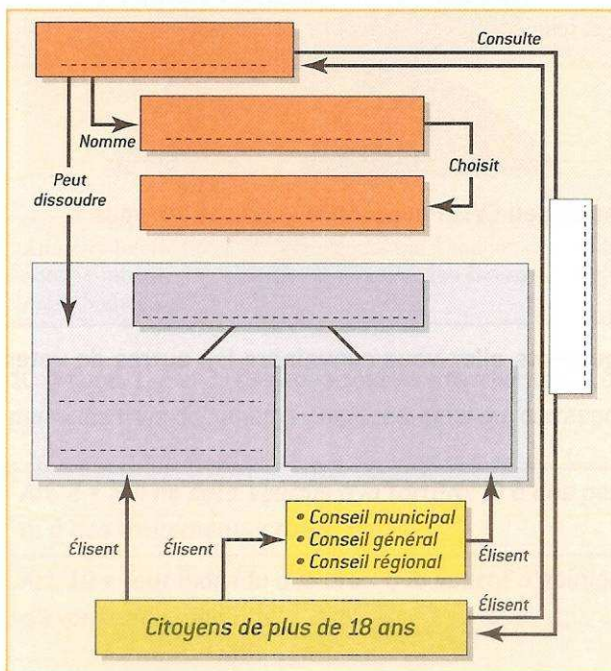 Consulte
Nomme
Choisit
Peut
dissoudre
• Conseil municipal
• Conseil général
• Conseil régional
Élisent
Élisent
Élisent
Élisent
Citoyens de plus de 18 ans